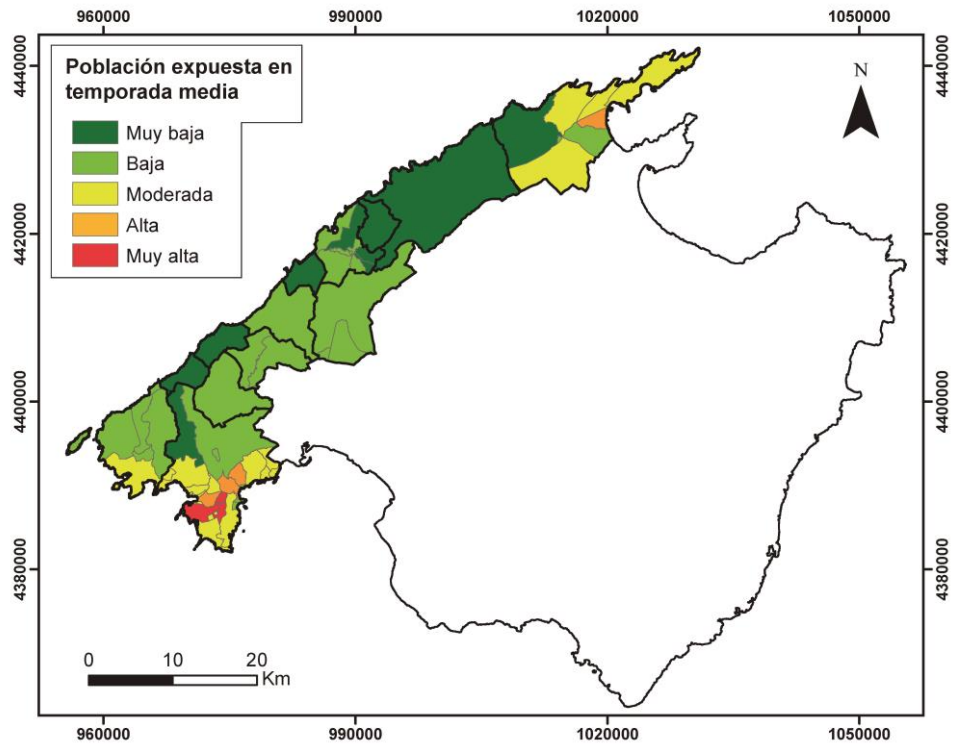 960000 990000 1020000 1050000
Población expuesta en
temporada media
Muy baja
Baja
Moderada
Alta
Muy alta
N
4440000 4440000
4420000 4420000
4400000 4400000
4380000 4380000
0 10 20
Km
960000 990000 1020000 1050000